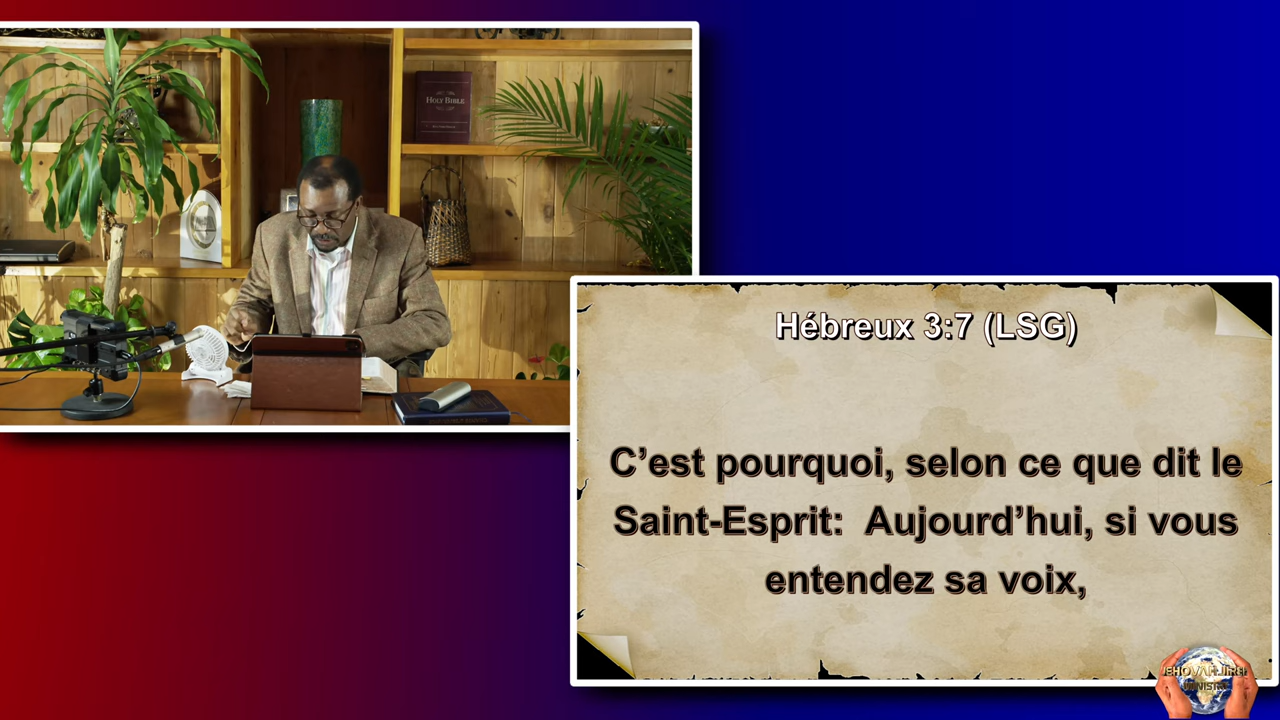 HOLY BIBLE
Hébreux 3:7 (LSG)
C’est pourquoi, selon ce que dit le
Saint-Esprit:  Aujourd’hui, si vous
entendez sa voix,